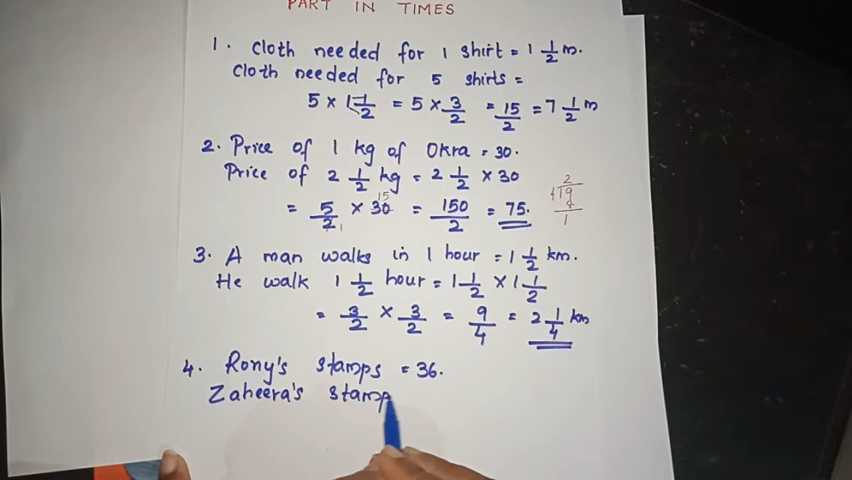 PART IN TIMES
1. Cloth needed for 1 shirt = 1 1/2 m.
Cloth needed for 5 shirts =
5 × 1 1/2 = 5 × 3/2 = 15/2 = 7 1/2 m
2. Price of 1 kg of Okra = 30.
Price of 2 1/2 kg = 2 1/2 × 30
= 5/2 × 30 = 150/2 = 75.
3. A man walks in 1 hour = 1 1/2 km.
He walk 1 1/2 hour = 1 1/2 × 1 1/2
= 3/2 × 3/2 = 9/4 = 2 1/4 km
4. Rony's stamps = 36.
Zaheera's stamp